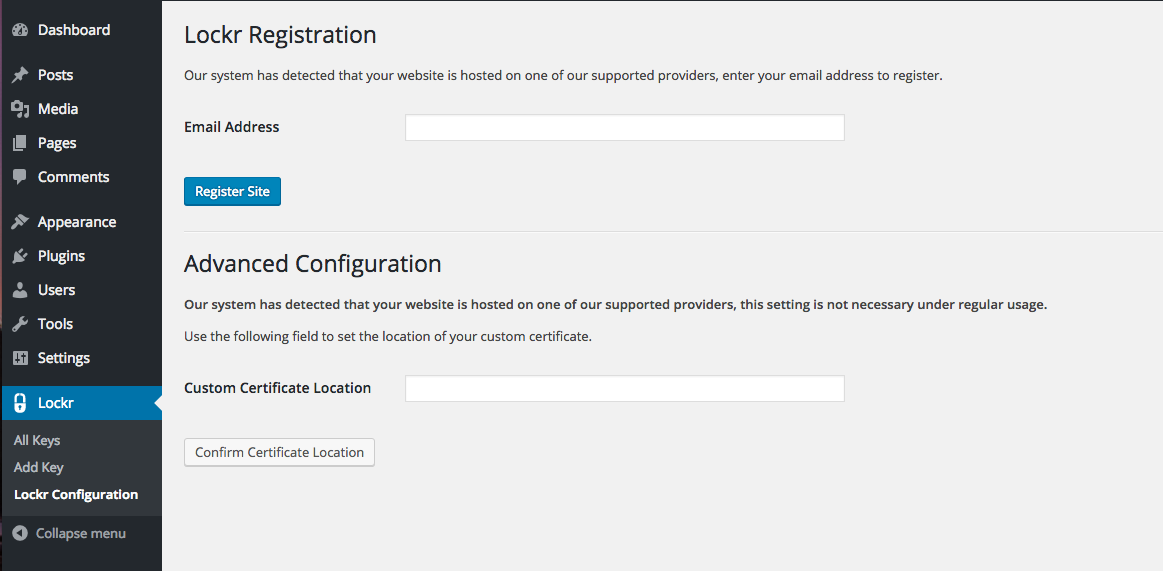 Dashboard
Posts
Media
Pages
Comments
Appearance
Plugins
Users
Tools
Settings
Lockr
All Keys
Add Key
Lockr Configuration
Collapse menu
Lockr Registration
Our system has detected that your website is hosted on one of our supported providers, enter your email address to register.
Email Address
Register Site
Advanced Configuration
Our system has detected that your website is hosted on one of our supported providers, this setting is not necessary under regular usage.
Use the following field to set the location of your custom certificate.
Custom Certificate Location
Confirm Certificate Location